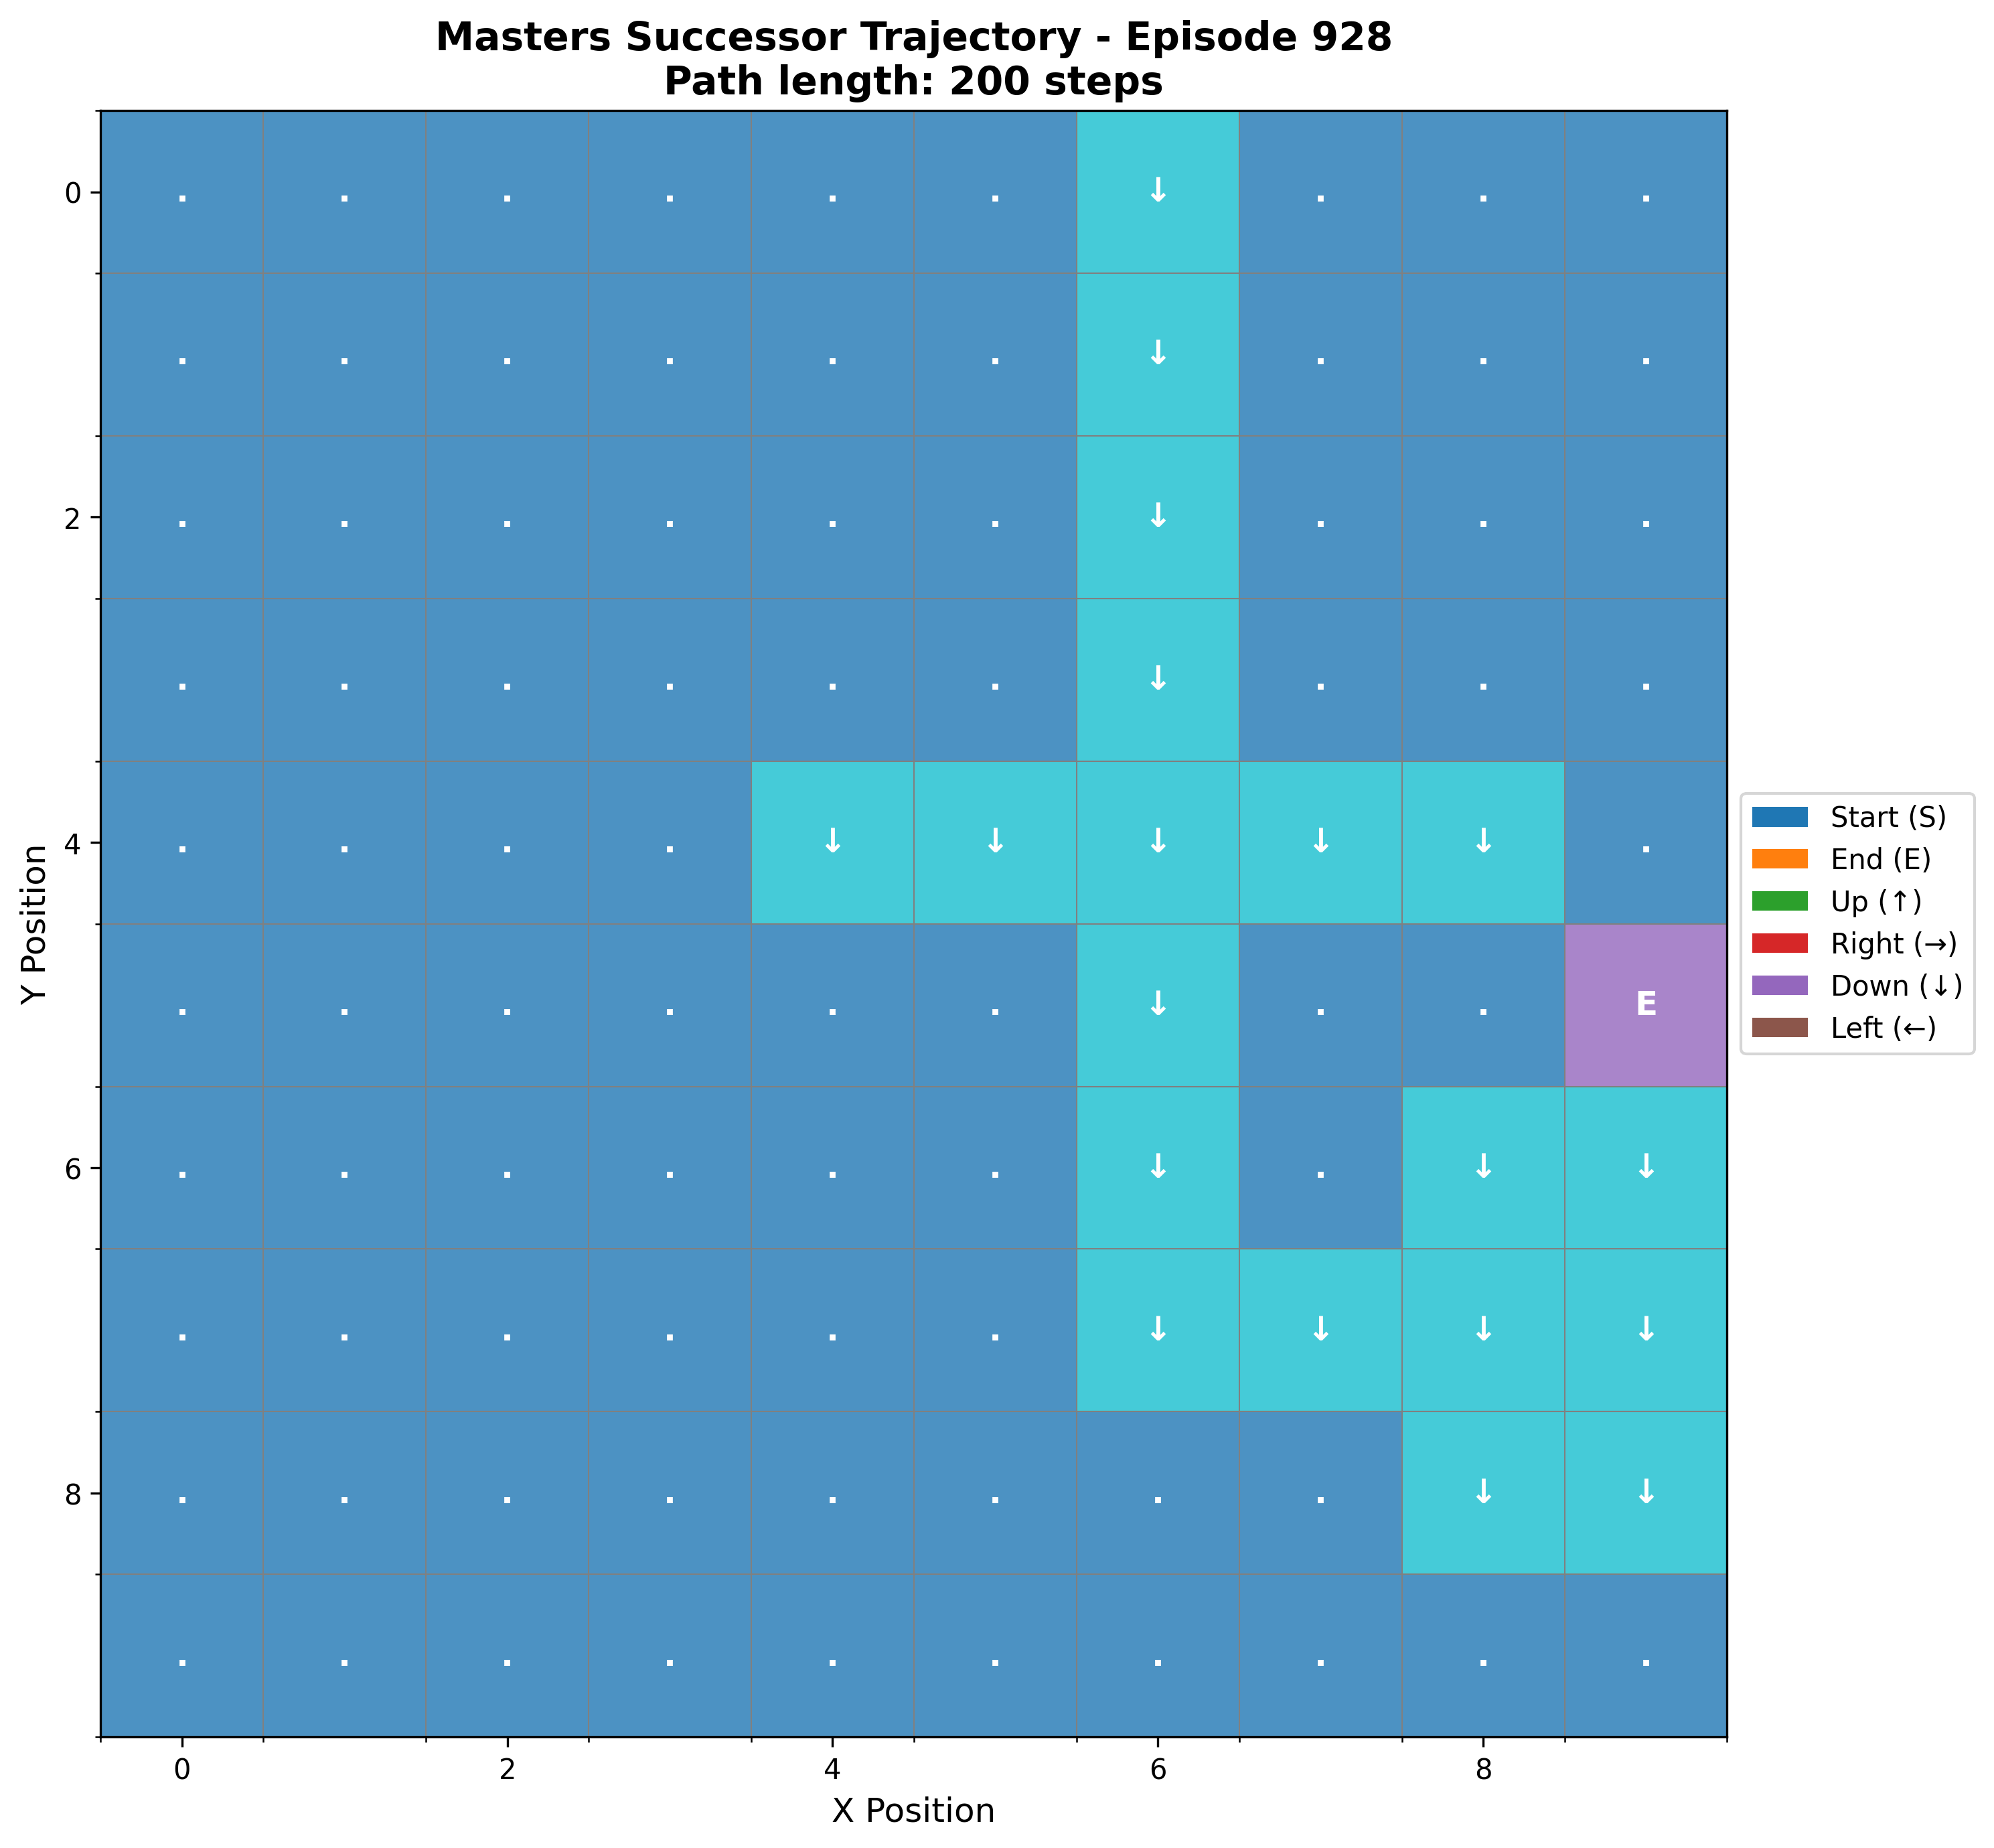 Masters Successor Trajectory - Episode 928
Path length: 200 steps
0 . . . . . . ↓ . . .
. . . . . . ↓ . . .
2 . . . . . . ↓ . . .
. . . . . . ↓ . . .
4 . . . . ↓ ↓ ↓ ↓ ↓ .
. . . . . . ↓ . . E
6 . . . . . . ↓ . ↓ ↓
. . . . . . ↓ ↓ ↓ ↓
8 . . . . . . . . ↓ ↓
. . . . . . . . . .
0 2 4 6 8
X Position
Y Position
Start (S)
End (E)
Up (↑)
Right (→)
Down (↓)
Left (←)